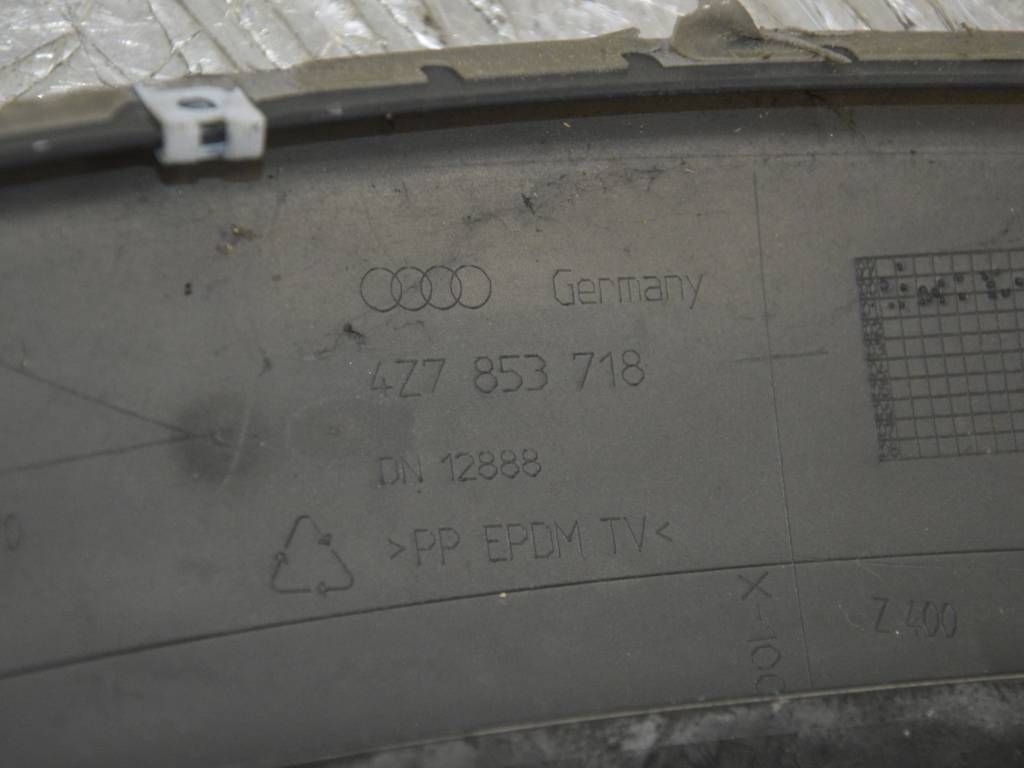 Germany
4Z7 853 718
DN 12888
>PP EPDM TV<
Z 400